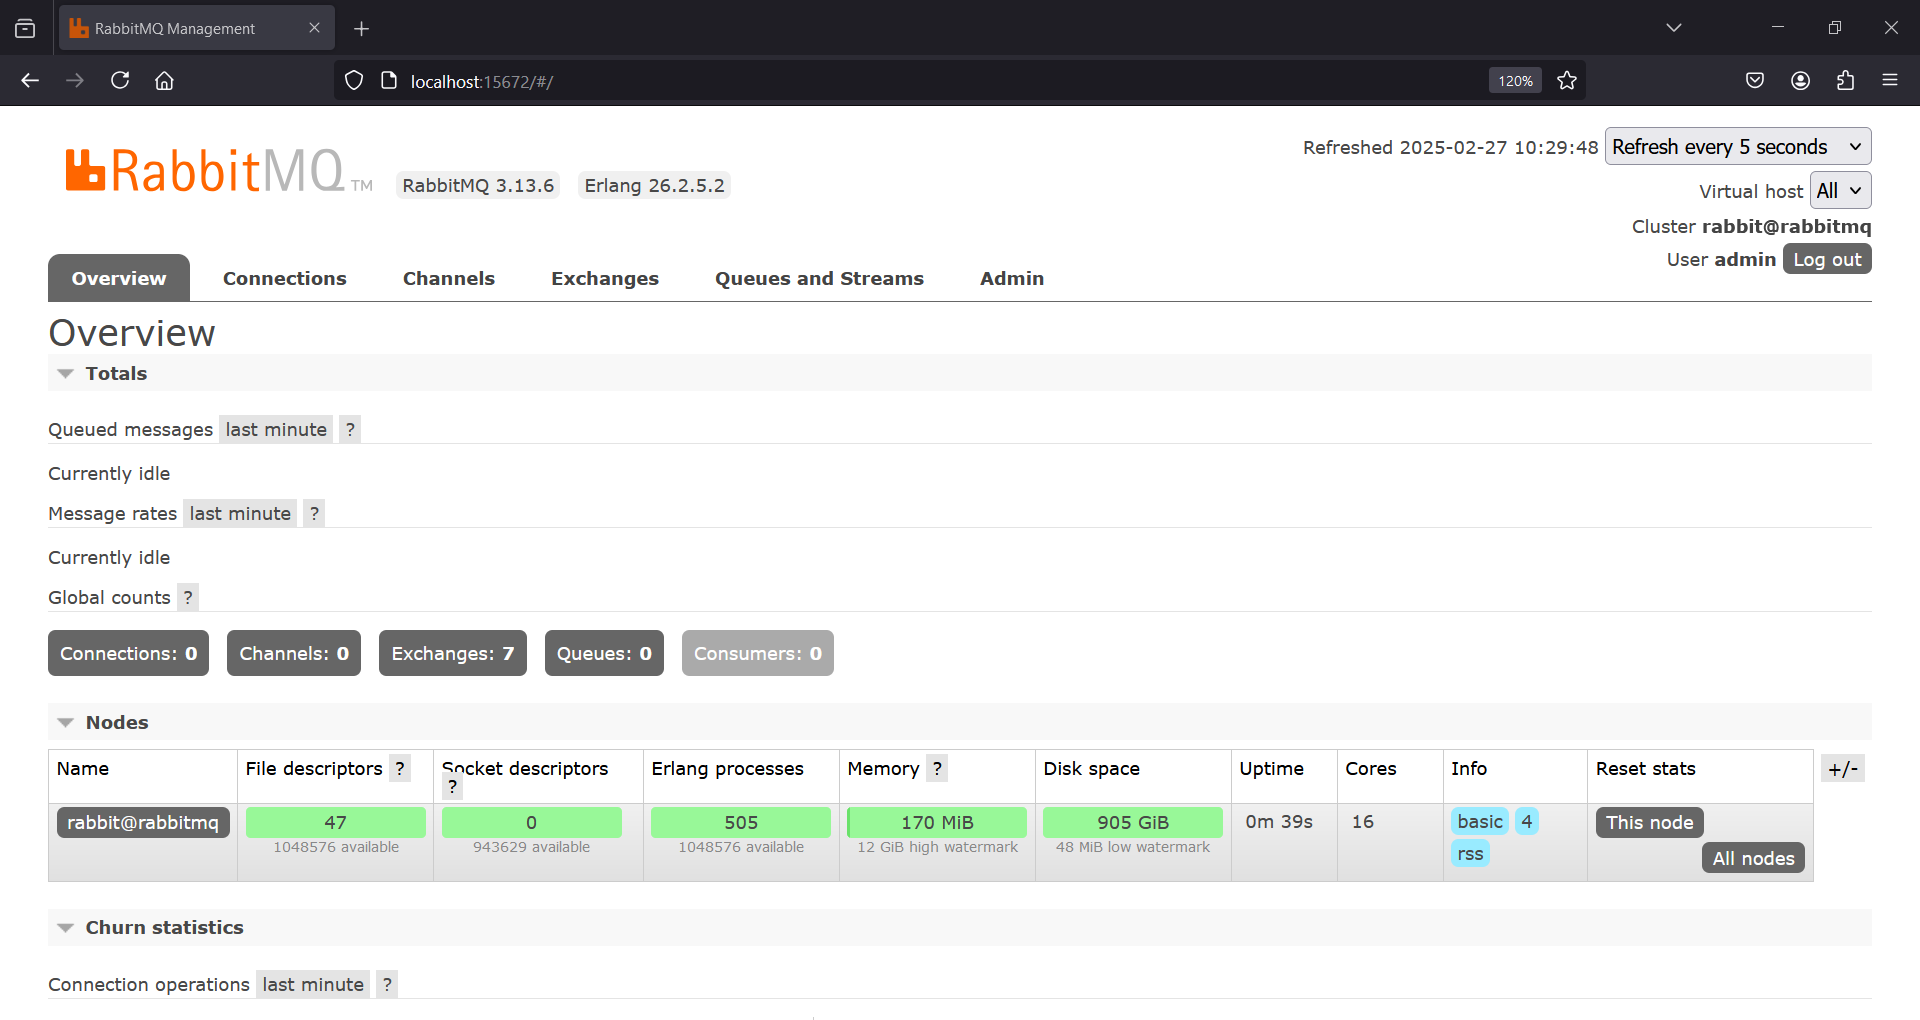 RabbitMQ Management
localhost:15672/#/
120%
RabbitMQ TM
RabbitMQ 3.13.6
Erlang 26.2.5.2
Refreshed 2025-02-27 10:29:48
Refresh every 5 seconds
Virtual host
All
Cluster rabbit@rabbitmq
User admin
Log out
Overview
Connections
Channels
Exchanges
Queues and Streams
Admin
Overview
Totals
Queued messages last minute ?
Currently idle
Message rates last minute ?
Currently idle
Global counts ?
Connections: 0
Channels: 0
Exchanges: 7
Queues: 0
Consumers: 0
Nodes
Name
File descriptors ?
Socket descriptors
?
Erlang processes
Memory ?
Disk space
Uptime
Cores
Info
Reset stats
+/-
rabbit@rabbitmq
47
1048576 available
0
943629 available
505
1048576 available
170 MiB
12 GiB high watermark
905 GiB
48 MiB low watermark
0m 39s
16
basic 4
rss
This node
All nodes
Churn statistics
Connection operations last minute ?